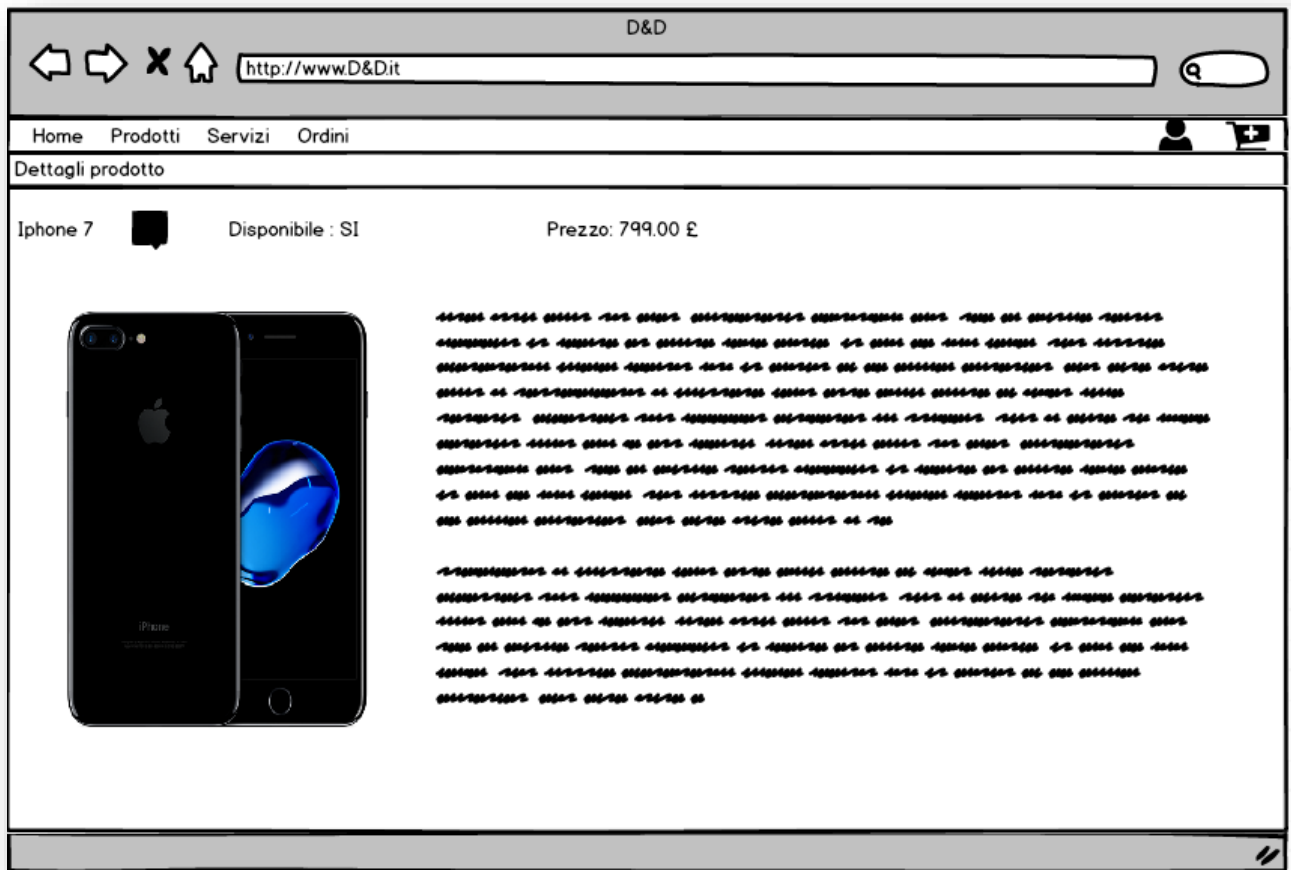 D&D
http://www.D&D.it
Home Prodotti Servizi Ordini
Dettagli prodotto
Iphone 7 Disponibile : SI Prezzo: 799.00 £
iPhone